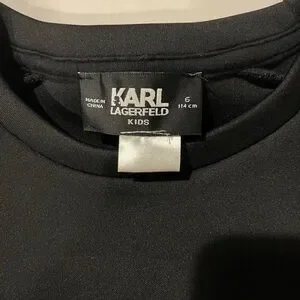 MADE IN
CHINA
KARL
LAGERFELD
KIDS
6
114 cm